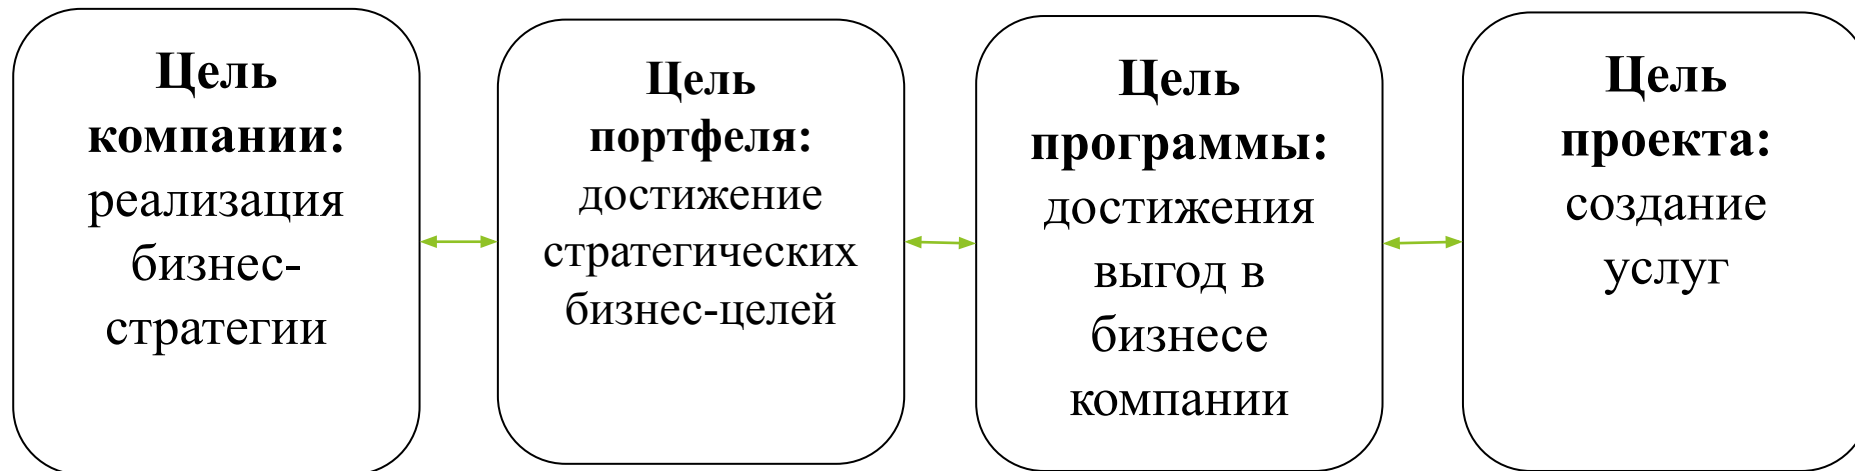 Цель
компании:
реализация
бизнес-
стратегии
Цель
портфеля:
достижение
стратегических
бизнес-целей
Цель
программы:
достижения
выгод в
бизнесе
компании
Цель
проекта:
создание
услуг